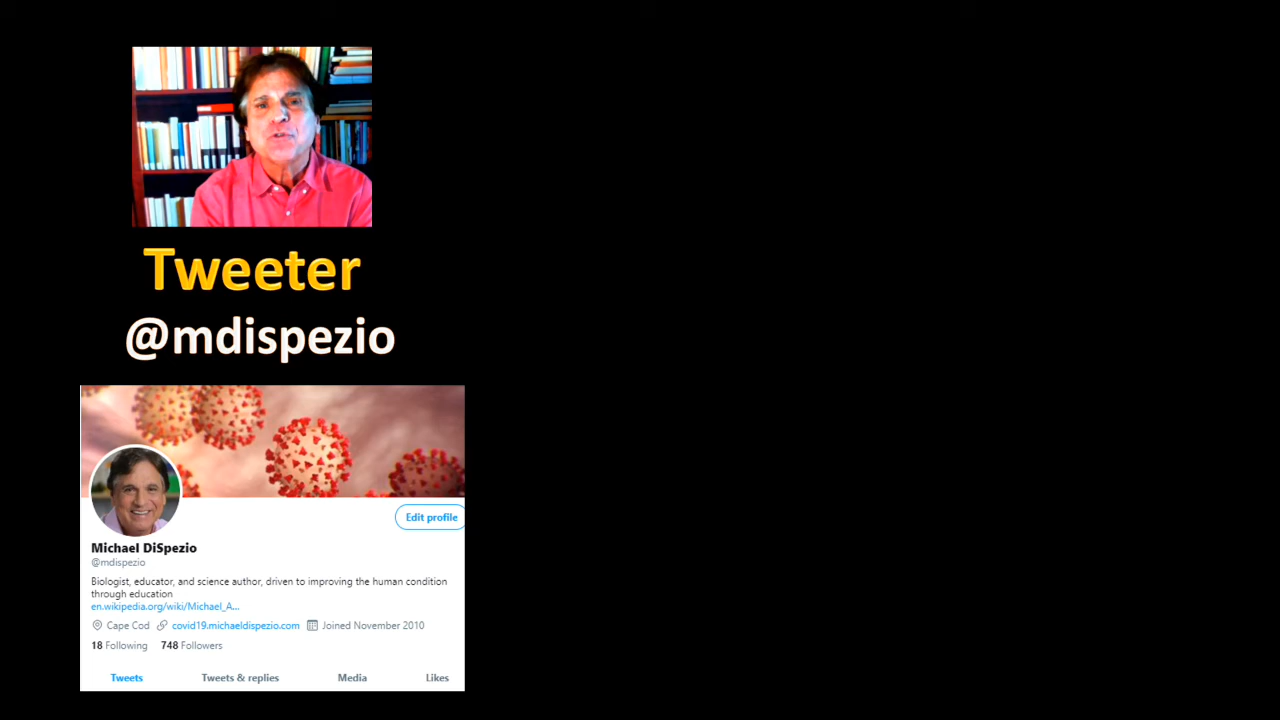 Tweeter
@mdispezio
Edit profile
Michael DiSpezio
@mdispezio
Biologist, educator, and science author, driven to improving the human condition
through education
en.wikipedia.org/wiki/Michael_A...
Cape Cod covid19.michaeldispezio.com Joined November 2010
18 Following 748 Followers
Tweets Tweets & replies Media Likes